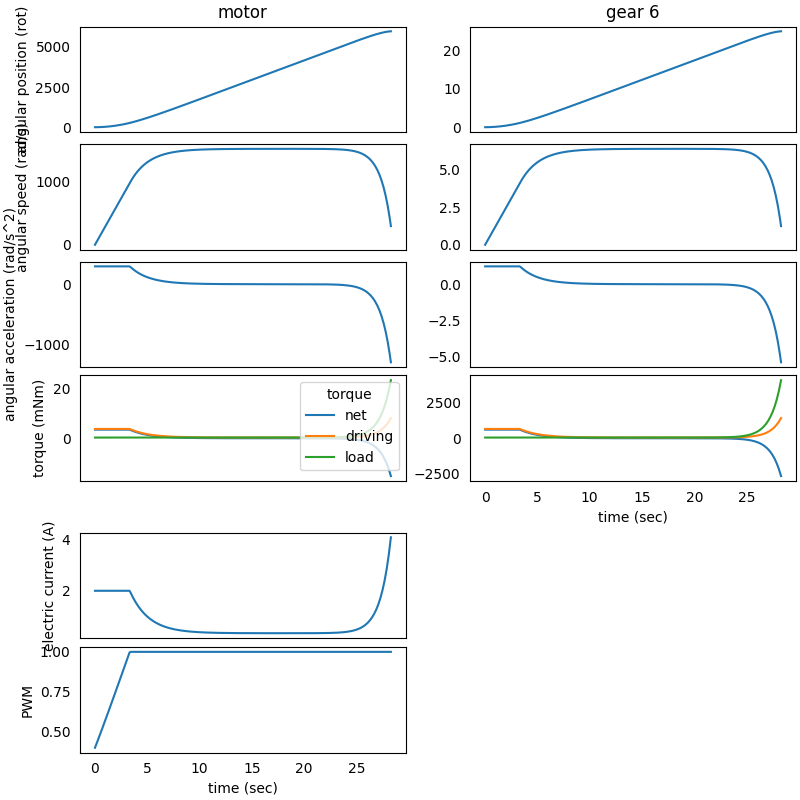 motor
gear 6
angular position (rot)
5000
2500
0
20
10
0
angular speed (rad/s)
1000
0
5.0
2.5
0.0
angular acceleration (rad/s^2)
0
−1000
0.0
−2.5
−5.0
torque (mNm)
20
0
torque
net
driving
load
2500
0
−2500
0 5 10 15 20 25
time (sec)
electric current (A)
4
2
PWM
1.00
0.75
0.50
0 5 10 15 20 25
time (sec)